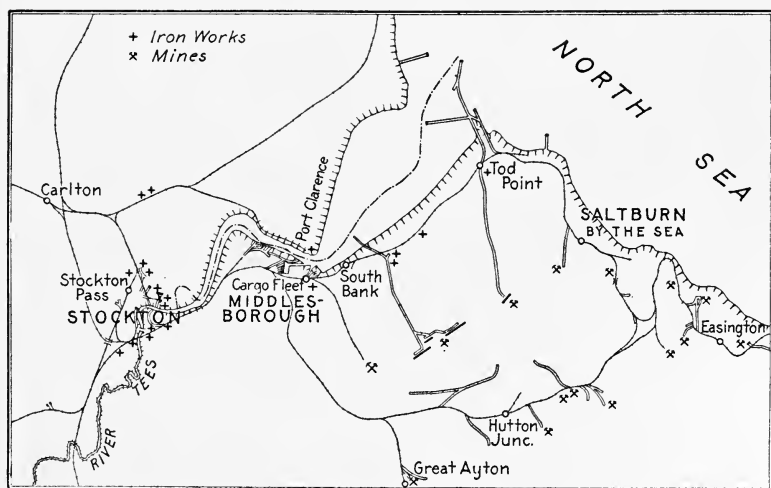 Iron Works
Mines
NORTH
SEA
Carlton
Port Clarence
Tod
Point
SALTBURN
BY THE SEA
Stockton
Pass
STOCKTON
Cargo Fleet
MIDDLES-
BOROUGH
South
Bank
Easington
RIVER TEES
Hutton
Junc.
Great Ayton